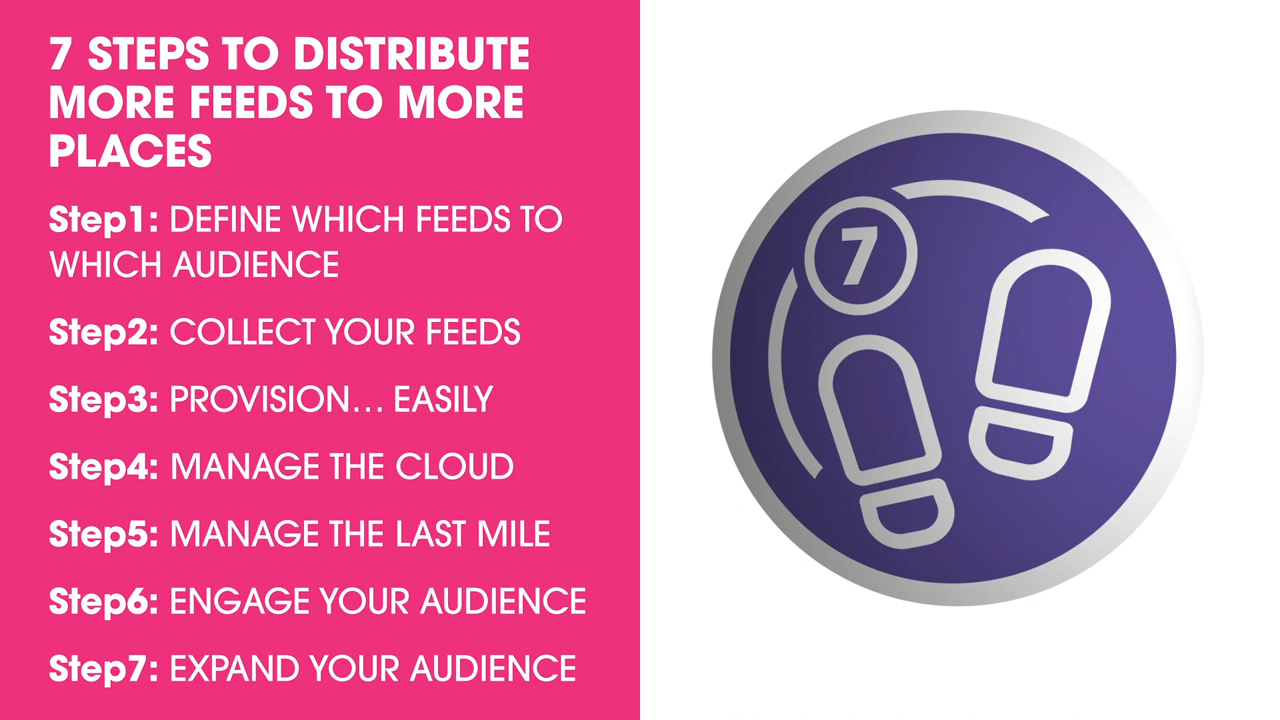 7 STEPS TO DISTRIBUTE
MORE FEEDS TO MORE
PLACES
Step1: DEFINE WHICH FEEDS TO
WHICH AUDIENCE
Step2: COLLECT YOUR FEEDS
Step3: PROVISION... EASILY
Step4: MANAGE THE CLOUD
Step5: MANAGE THE LAST MILE
Step6: ENGAGE YOUR AUDIENCE
Step7: EXPAND YOUR AUDIENCE
7